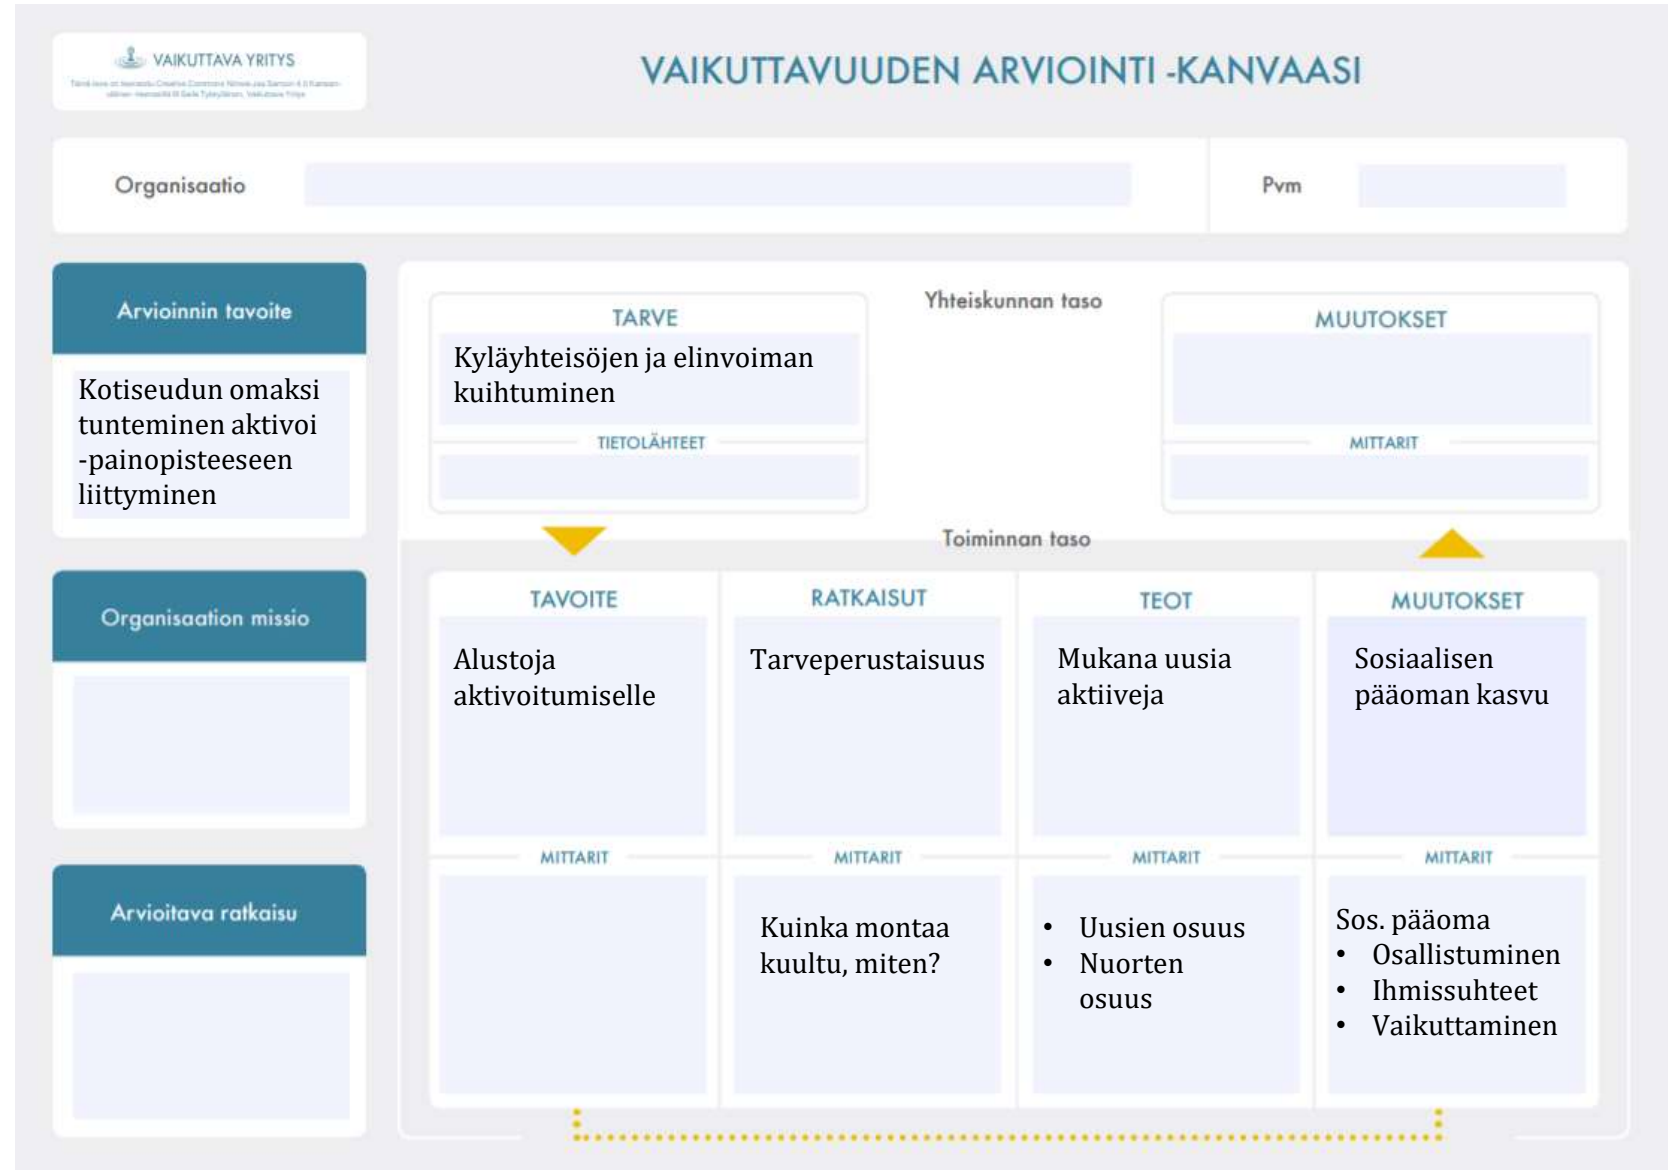 VAIKUTTAVA YRITYS
VAIKUTTAVUUDEN ARVIOINTI -KANVAASI
Organisaatio
Pvm
Arvioinnin tavoite
Kotiseudun omaksi
tunteminen aktivoi
-painopisteeseen
liittyminen
Organisaation missio
Arvioitava ratkaisu
Yhteiskunnan taso
TARVE
Kyläyhteisöjen ja elinvoiman
kuihtuminen
TIETOLÄHTEET
MUUTOKSET
MITTARIT
Toiminnan taso
TAVOITE
Alustoja
aktivoitumiselle
MITTARIT
RATKAISUT
Tarveperustaisuus
MITTARIT
Kuinka montaa
kuultu, miten?
TEOT
Mukana uusia
aktiiveja
MITTARIT
• Uusien osuus
• Nuorten
osuus
MUUTOKSET
Sosiaalisen
pääoman kasvu
MITTARIT
Sos. pääoma
• Osallistuminen
• Ihmissuhteet
• Vaikuttaminen